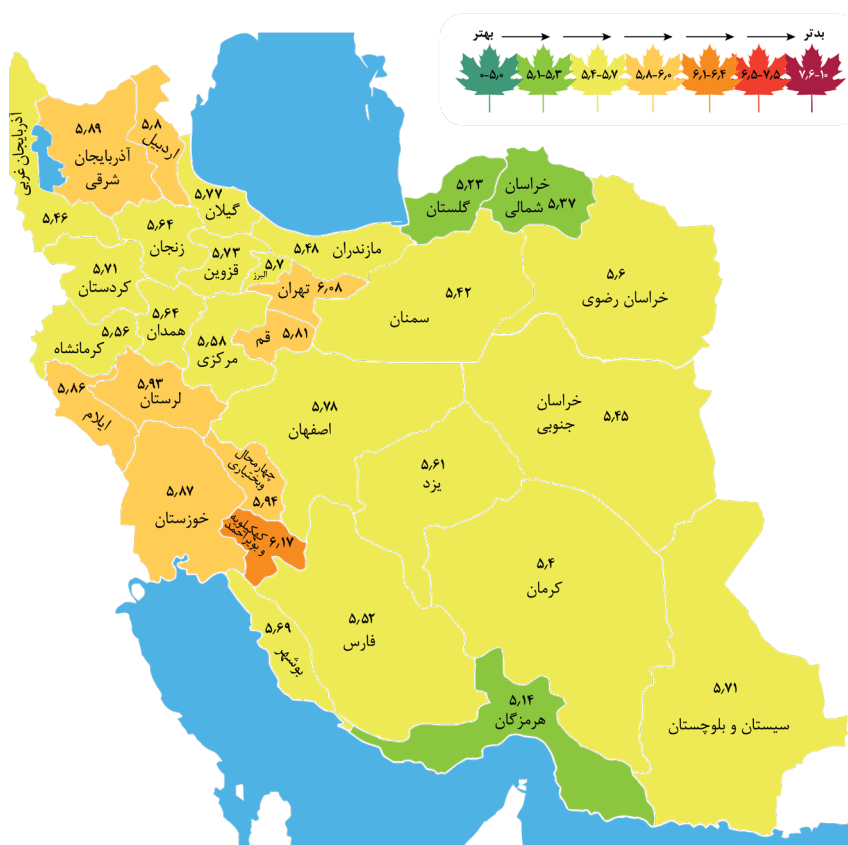 بهتر
بدتر
۰-۵٫۰
۵٫۱-۵٫۳
۵٫۴-۵٫۷
۵٫۸-۶٫۰
۶٫۱-۶٫۴
۶٫۵-۷٫۵
۷٫۶-۱۰
آذربایجان غربی
۵٫۴۶
۵٫۸۹
آذربایجان
شرقی
۵٫۸
اردبیل
۵٫۷۷
گیلان
۵٫۲۳
گلستان
خراسان
شمالی ۵٫۳۷
۵٫۶۴
زنجان
۵٫۷۳
قزوین
۵٫۷
البرز
مازندران ۵٫۴۸
تهران ۶٫۰۸
۵٫۴۲
سمنان
۵٫۶
خراسان رضوی
۵٫۷۱
کردستان
۵٫۶۴
همدان
۵٫۵۸
مرکزی
قم ۵٫۸۱
۵٫۵۶
کرمانشاه
۵٫۸۶
ایلام
۵٫۹۳
لرستان
۵٫۷۸
اصفهان
خراسان
جنوبی
۵٫۴۵
چهارمحال
وبختیاری
۵٫۹۴
۵٫۶۱
یزد
۵٫۸۷
خوزستان
کهکیلویه
و بویراحمد
۶٫۱۷
۵٫۴
کرمان
۵٫۵۲
فارس
۵٫۶۹
بوشهر
۵٫۱۴
هرمزگان
۵٫۷۱
سیستان و بلوچستان